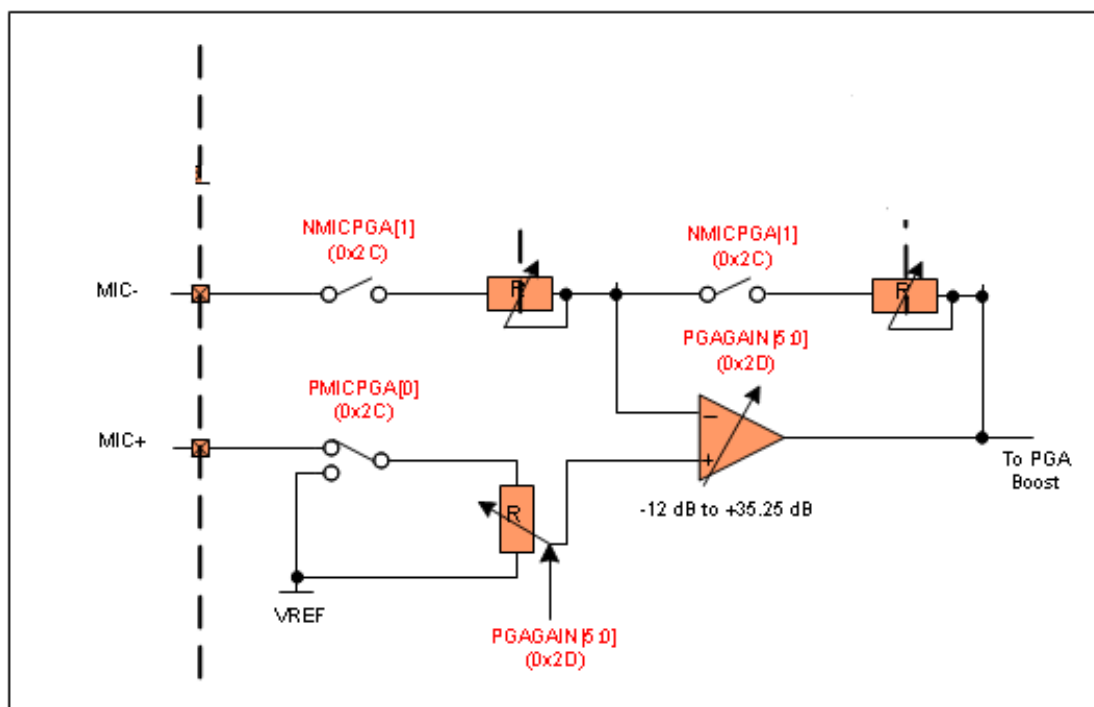 NMICPGA[1]
(0x2C)
NMICPGA[1]
(0x2C)
MIC-
R
R
PGAGAIN[5:0]
(0x2D)
PMICPGA[0]
(0x2C)
MIC+
−
+
R
To PGA
Boost
-12 dB to +35.25 dB
VREF
PGAGAIN[5:0]
(0x2D)